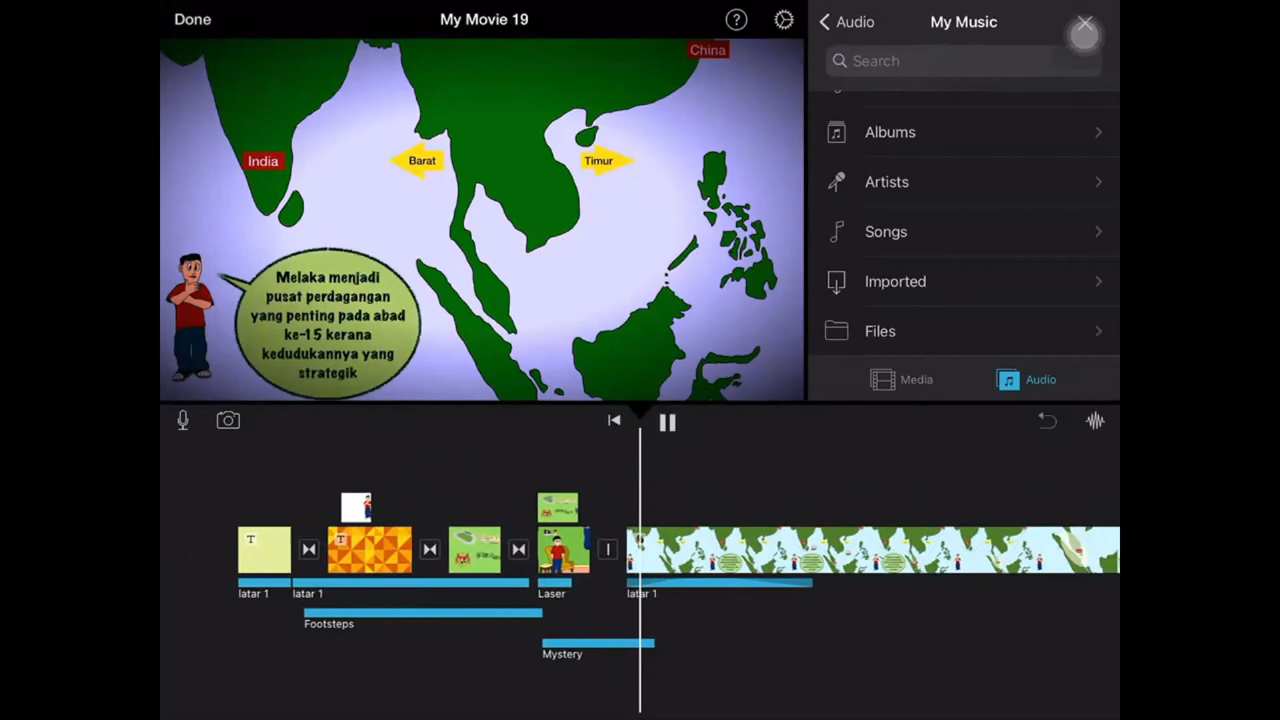 Done
My Movie 19
?
China
India
Barat
Timur
Melaka menjadi
pusat perdagangan
yang penting pada abad
ke-15 kerana
kedudukannya yang
strategik
Audio
My Music
Search
Albums
Artists
Songs
Imported
Files
Media
Audio
T
T
latar 1
latar 1
Laser
latar 1
Footsteps
Mystery